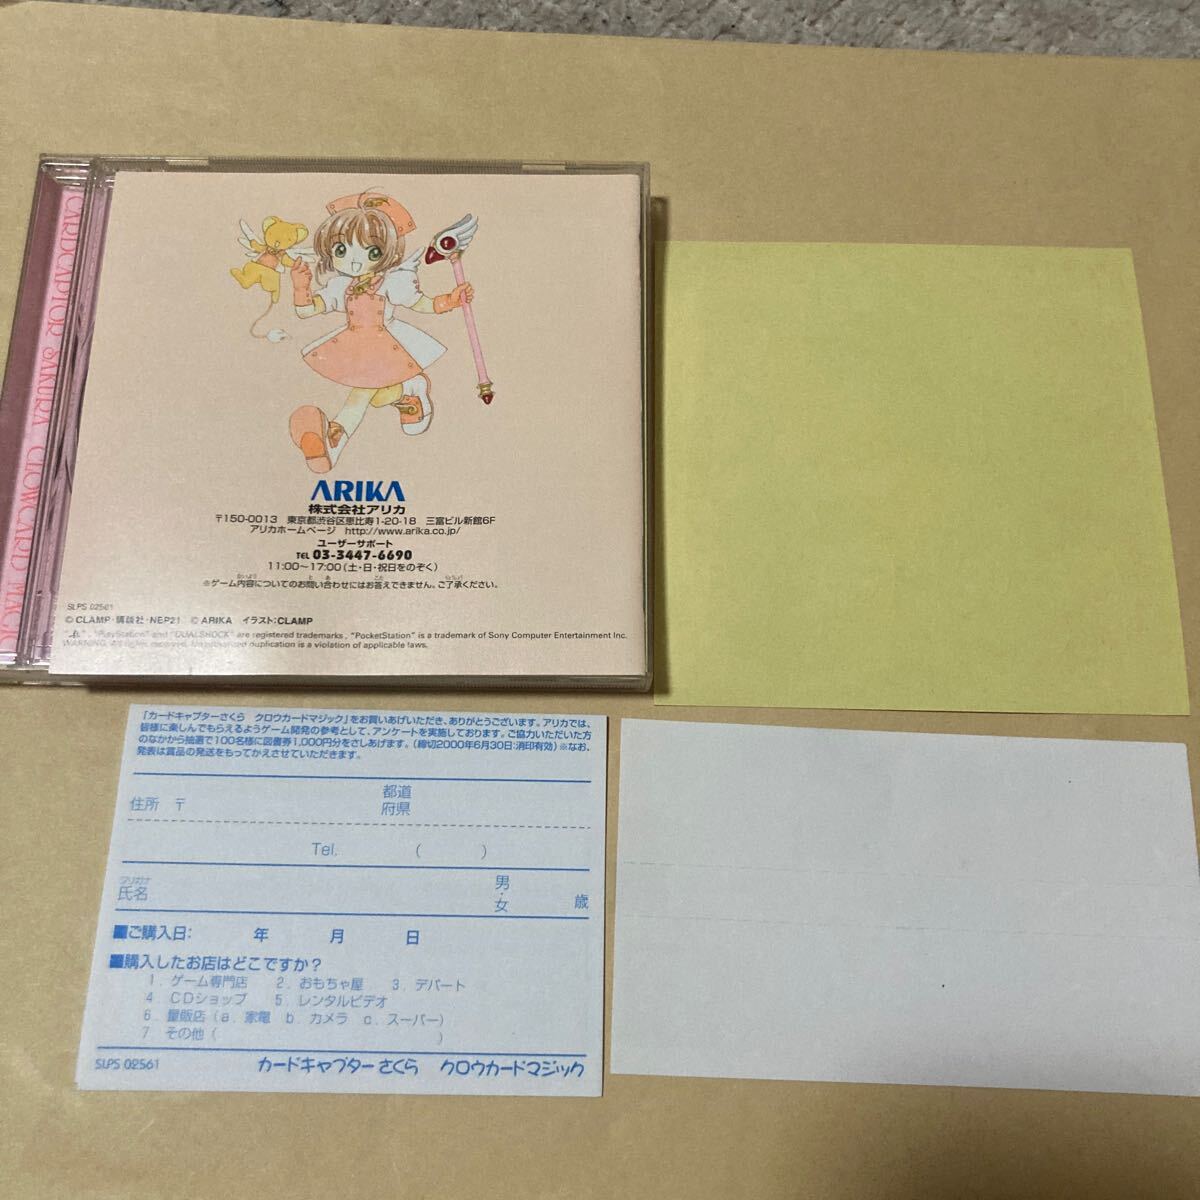 CARDCAPTOR SAKURA CLOWCARD MAGIC
ARIKA
株式会社アリカ
〒150-0013 東京都渋谷区恵比寿1-20-18 三富ビル新館6F
アリカホームページ http://www.arika.co.jp/
ユーザーサポート
TEL 03-3447-6690
11:00〜17:00(土・日・祝日をのぞく)
※ゲーム内容についてのお問い合わせにはお答えできません。ご了承ください。
SLPS 02561
© CLAMP・講談社・NEP21 © ARIKA イラスト:CLAMP
"PlayStation" and "DUALSHOCK" are registered trademarks, "PocketStation" is a trademark of Sony Computer Entertainment Inc.
WARNING: All rights reserved. Unauthorized duplication is a violation of applicable laws.
「カードキャプターさくら クロウカードマジック」をお買いあげいただき、ありがとうございます。アリカでは、
皆様に楽しんでもらえるようゲーム開発の参考として、アンケートを実施しております。ご協力いただいた方
のなかから抽選で100名様に図書券1,000円分をさしあげます。(締切2000年6月30日:消印有効)※なお、
発表は賞品の発送をもってかえさせていただきます。
住所 〒 都道
府県
Tel. ( )
フリガナ
氏名 男・女 歳
■ご購入日: 年 月 日
■購入したお店はどこですか?
1. ゲーム専門店 2. おもちゃ屋 3. デパート
4. CDショップ 5. レンタルビデオ
6. 量販店(a. 家電 b. カメラ c. スーパー)
7. その他( )
SLPS 02561 カードキャプターさくら クロウカードマジック